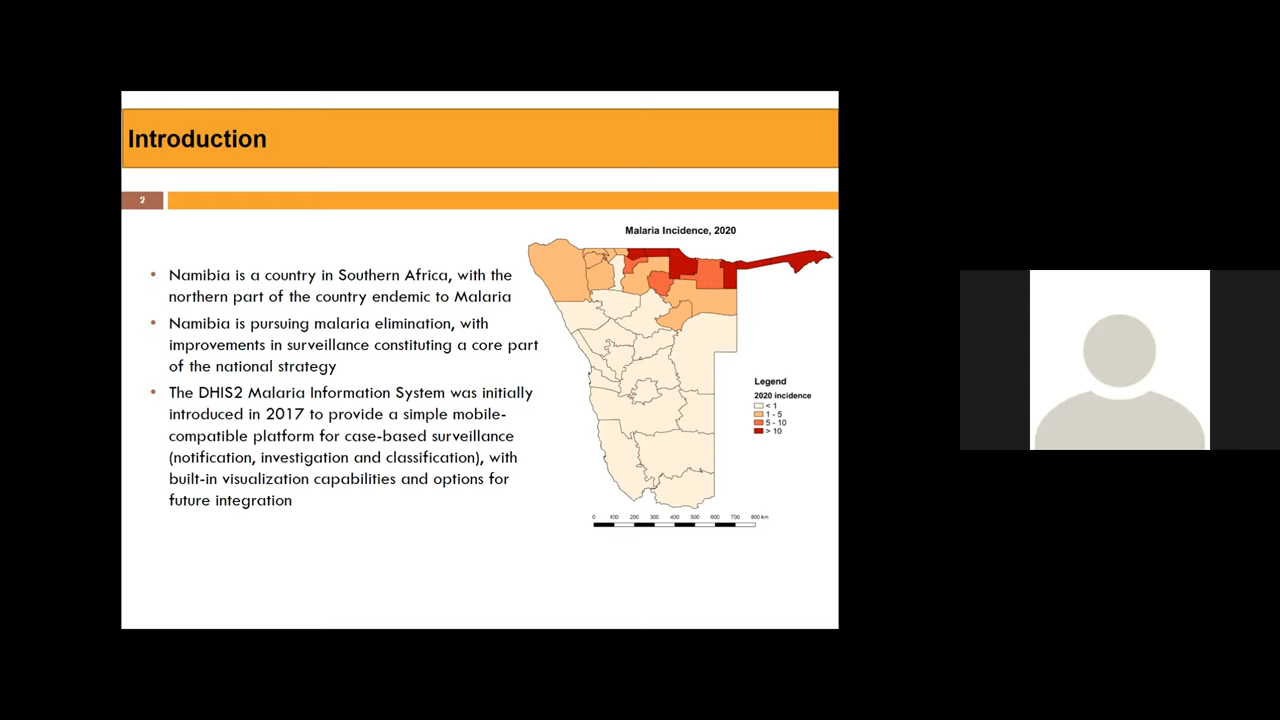 Introduction
2
Malaria Incidence, 2020
• Namibia is a country in Southern Africa, with the
northern part of the country endemic to Malaria
• Namibia is pursuing malaria elimination, with
improvements in surveillance constituting a core part
of the national strategy
• The DHIS2 Malaria Information System was initially
introduced in 2017 to provide a simple mobile-
compatible platform for case-based surveillance
(notification, investigation and classification), with
built-in visualization capabilities and options for
future integration
Legend
2020 incidence
< 1
1 - 5
5 - 10
> 10
0 100 200 300 400 500 600 700 800 km